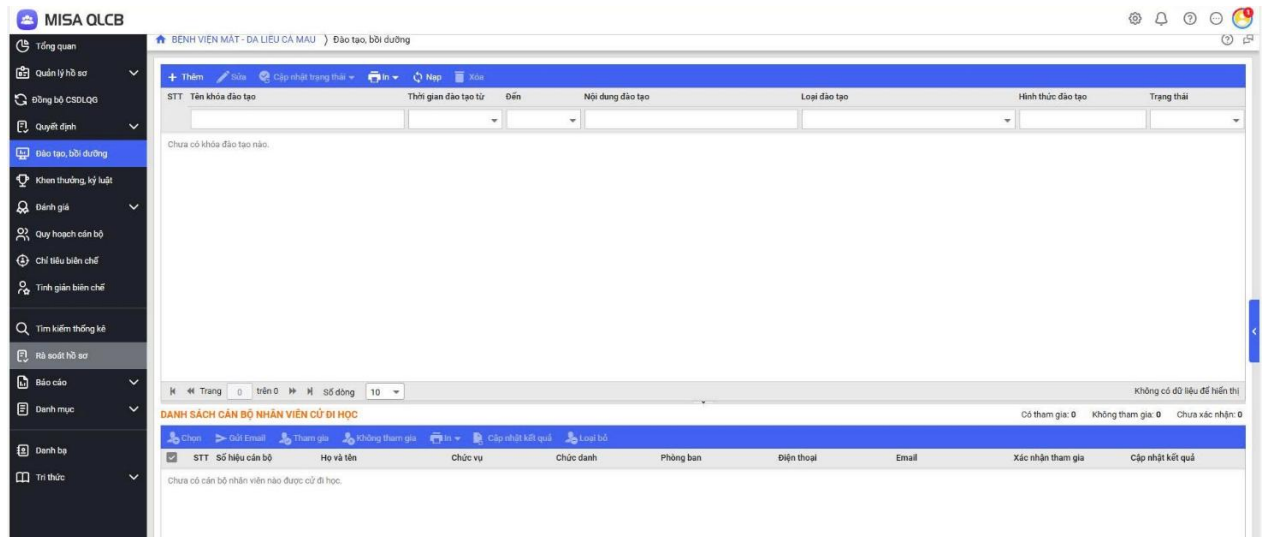 MISA QLCB
1
Tổng quan
BỆNH VIỆN MẮT - DA LIỄU CÀ MAU ) Đào tạo, bồi dưỡng
Quản lý hồ sơ
+ Thêm Sửa Cập nhật trạng thái In Nạp Xóa
Đồng bộ CSDLQG
STT Tên khóa đào tạo Thời gian đào tạo từ Đến Nội dung đào tạo Loại đào tạo Hình thức đào tạo Trạng thái
Quyết định
Đào tạo, bồi dưỡng
Chưa có khóa đào tạo nào.
Khen thưởng, kỷ luật
Đánh giá
Quy hoạch cán bộ
Chỉ tiêu biên chế
Tinh giản biên chế
Tìm kiếm thống kê
Rà soát hồ sơ
Báo cáo
Trang 0 trên 0 Số dòng 10 Không có dữ liệu để hiển thị
Danh mục
DANH SÁCH CÁN BỘ NHÂN VIÊN CỬ ĐI HỌC Có tham gia: 0 Không tham gia: 0 Chưa xác nhận: 0
Chọn Gửi Email Tham gia Không tham gia In Cập nhật kết quả Loại bỏ
Danh bạ
STT Số hiệu cán bộ Họ và tên Chức vụ Chức danh Phòng ban Điện thoại Email Xác nhận tham gia Cập nhật kết quả
Tri thức
Chưa có cán bộ nhân viên nào được cử đi học.